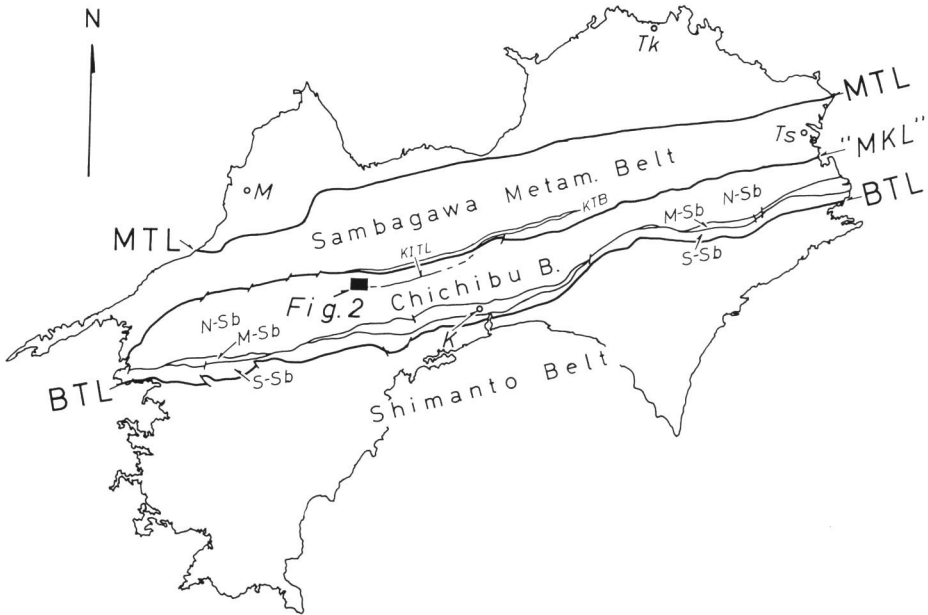 N
Tk
MTL
Ts
"MKL"
M
Sambagawa Metam. Belt
N-Sb
M-Sb
BTL
KTB
MTL
KITL
S-Sb
Chichibu B.
Fig. 2
N-Sb
M-Sb
K
BTL
S-Sb
Shimanto Belt